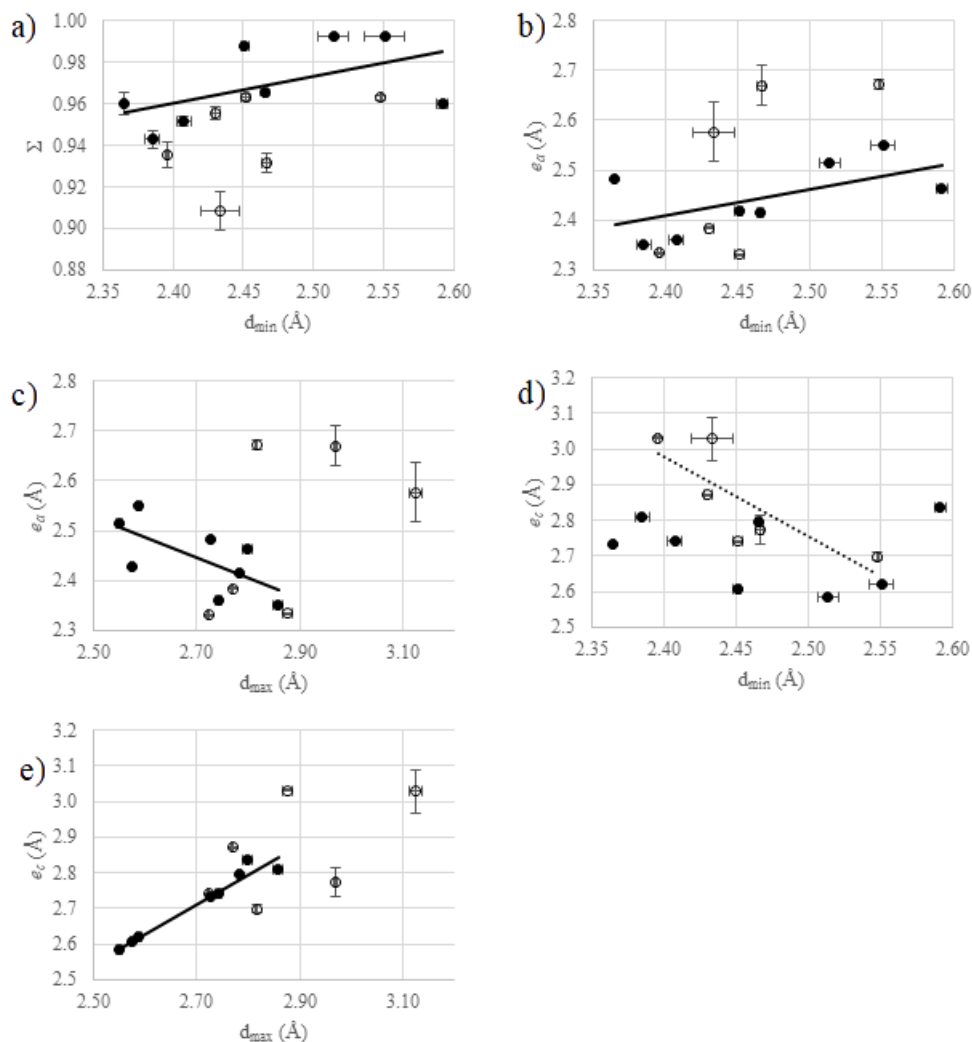 a)
1.00
0.98
0.96
0.94
0.92
0.90
0.88
Σ
2.35 2.40 2.45 2.50 2.55 2.60
dmin (Å)
b)
2.8
2.7
2.6
2.5
2.4
2.3
ea (Å)
2.35 2.40 2.45 2.50 2.55 2.60
dmin (Å)
c)
2.8
2.7
2.6
2.5
2.4
2.3
ea (Å)
2.50 2.70 2.90 3.10
dmax (Å)
d)
3.2
3.1
3.0
2.9
2.8
2.7
2.6
2.5
ec (Å)
2.35 2.40 2.45 2.50 2.55 2.60
dmin (Å)
e)
3.2
3.1
3.0
2.9
2.8
2.7
2.6
2.5
ec (Å)
2.50 2.70 2.90 3.10
dmax (Å)